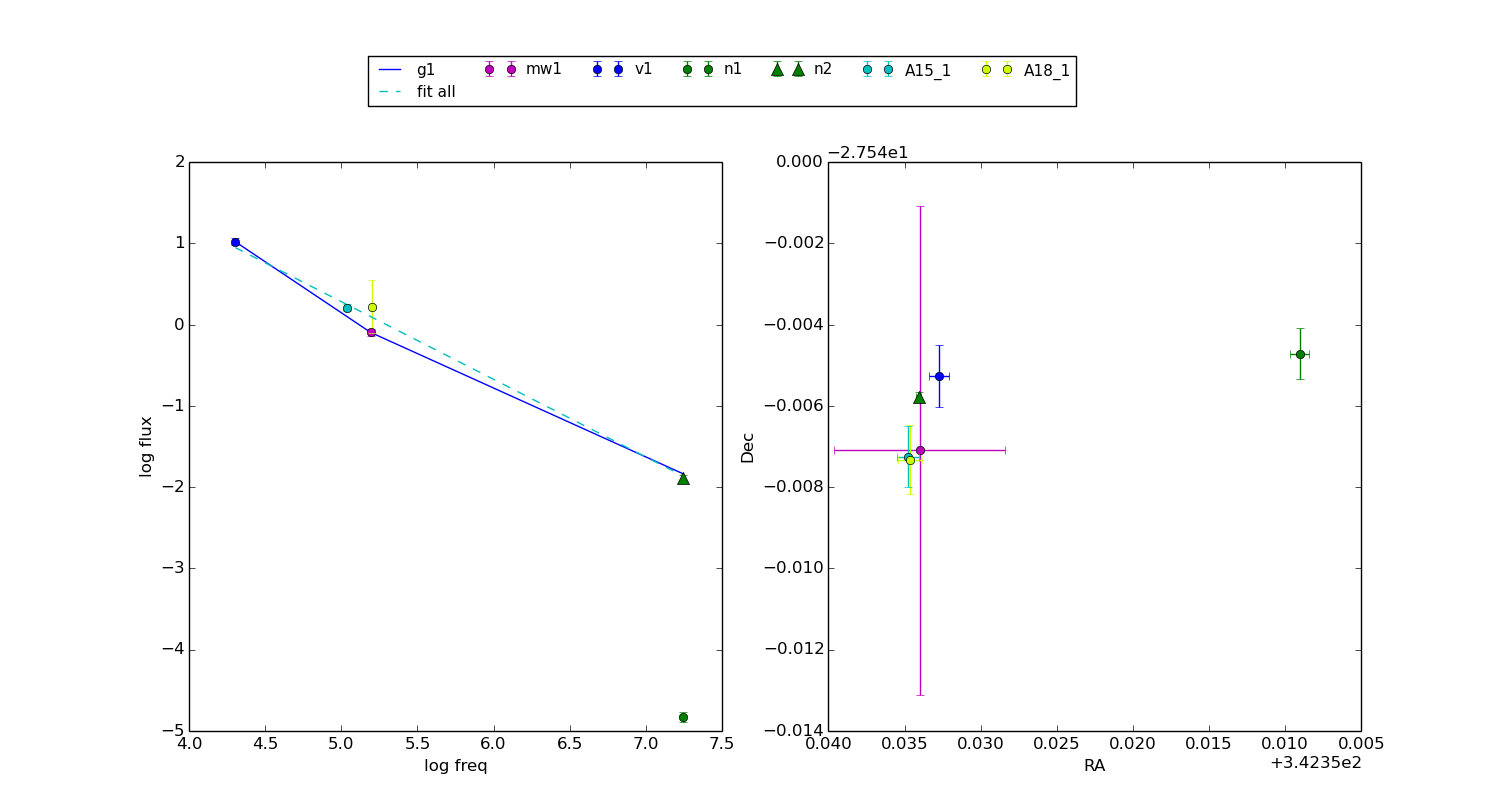 g1 mw1 v1 n1 n2 A15_1 A18_1
fit all
2
1
0
−1
−2
−3
−4
−5
4.0 4.5 5.0 5.5 6.0 6.5 7.0 7.5
log freq
log flux
−2.754e1
0.000
−0.002
−0.004
−0.006
−0.008
−0.010
−0.012
−0.014
0.040 0.035 0.030 0.025 0.020 0.015 0.010 0.005
+3.4235e2
RA
Dec